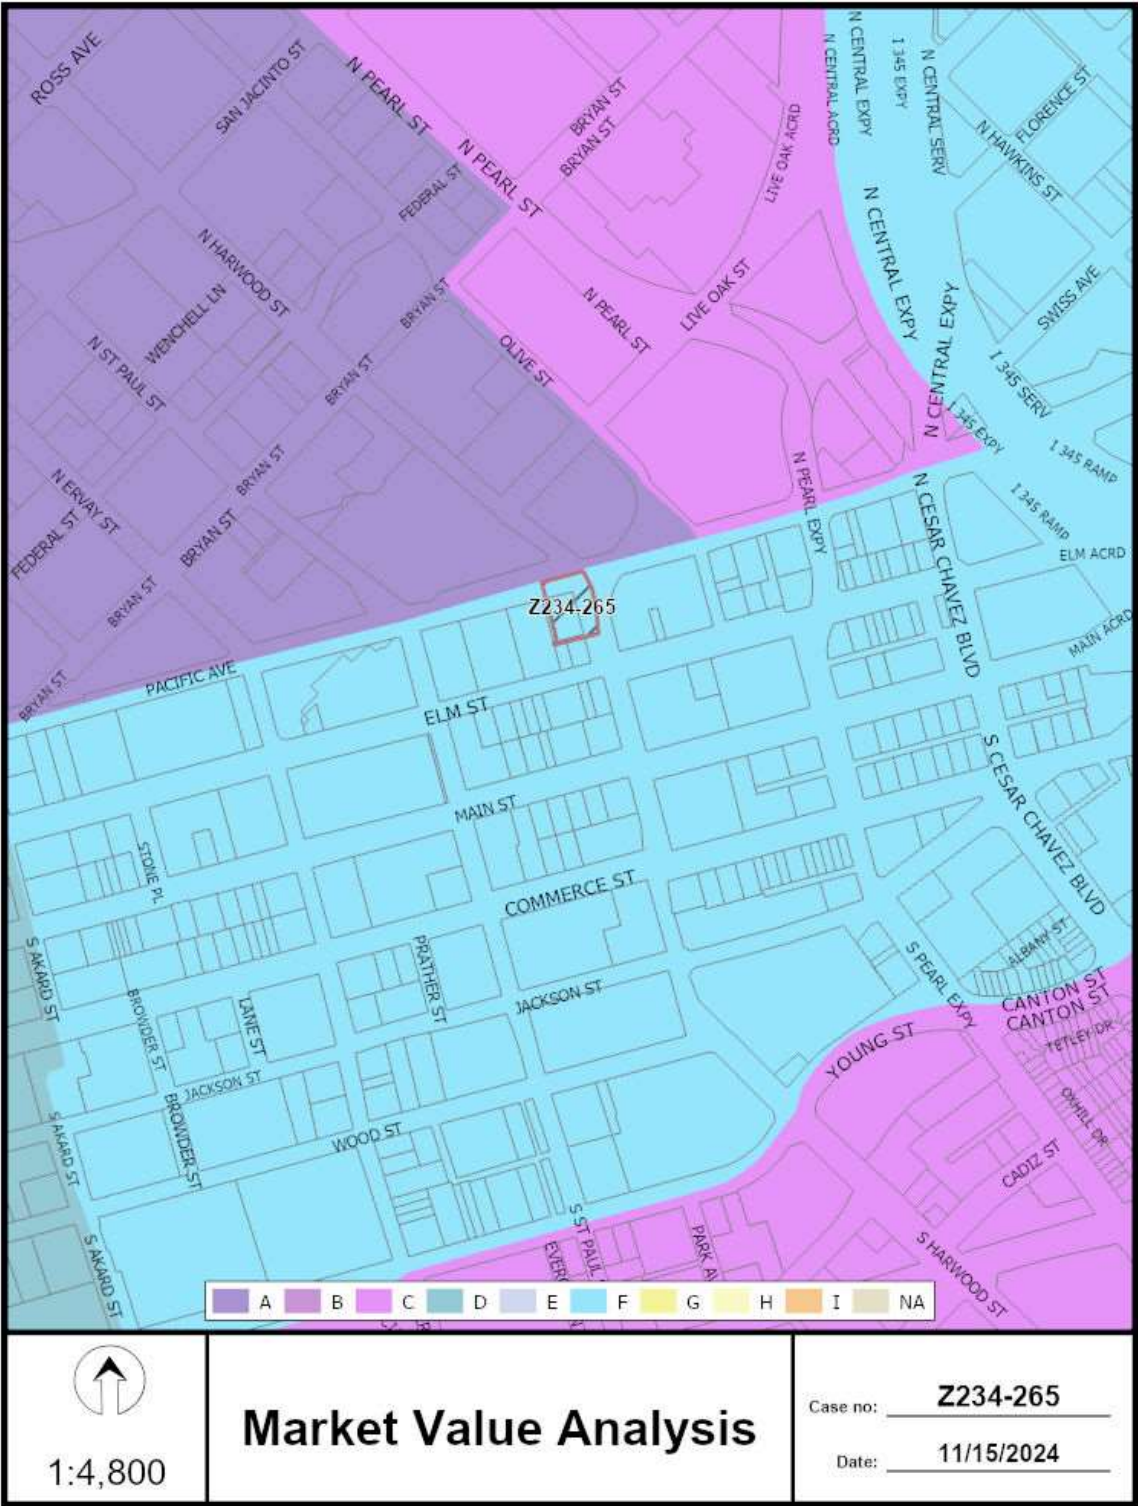 ROSS AVE
SAN JACINTO ST
N PEARL ST
N PEARL ST
BRYAN ST
BRYAN ST
LIVE OAK ACRD
N CENTRAL ACRD
N CENTRAL EXPY
I 345 EXPY
N CENTRAL SERV
FLORENCE ST
N HAWKINS ST
FEDERAL ST
N HARWOOD ST
WENCHELL LN
N ST PAUL ST
BRYAN ST
BRYAN ST
N PEARL ST
LIVE OAK ST
N CENTRAL EXPY
N CENTRAL EXPY
SWISS AVE
OLIVE ST
I 345 SERV
I 345 EXPY
I 345 RAMP
I 345 RAMP
N ERVAY ST
FEDERAL ST
BRYAN ST
BRYAN ST
BRYAN ST
BRYAN ST
N PEARL EXPY
N CESAR CHAVEZ BLVD
ELM ACRD
MAIN ACRD
Z234-265
PACIFIC AVE
ELM ST
MAIN ST
COMMERCE ST
STONE PL
S CESAR CHAVEZ BLVD
ALBANY ST
S AKARD ST
BROWDER ST
LANE ST
PRATHER ST
JACKSON ST
S PEARL EXPY
CANTON ST
CANTON ST
TETLEY DR
YOUNG ST
JACKSON ST
BROWDER ST
WOOD ST
OXHILL DR
CADIZ ST
S AKARD ST
S AKARD ST
S ST PAUL
PARK A
S HARWOOD ST
A B C D E F G H I NA
1:4,800
Market Value Analysis
Case no: Z234-265
Date: 11/15/2024